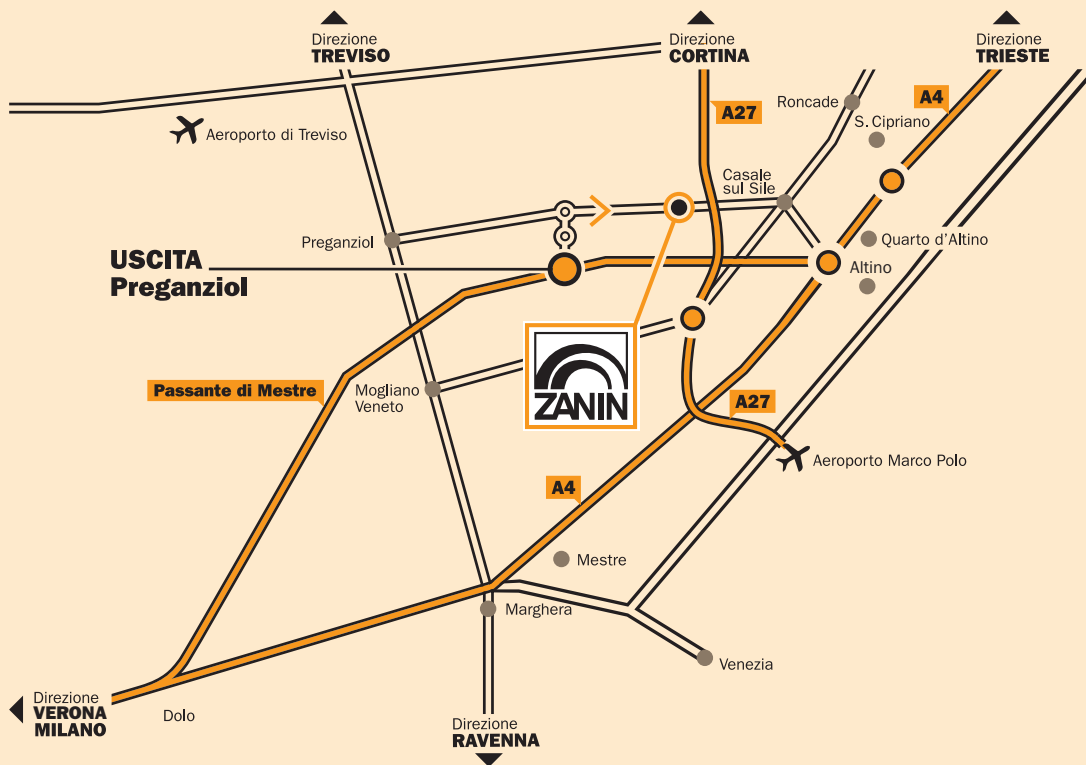 Direzione
TREVISO
Direzione
CORTINA
Direzione
TRIESTE
A27
A4
Roncade
S. Cipriano
Aeroporto di Treviso
Casale
sul Sile
Preganziol
Quarto d'Altino
USCITA
Preganziol
Altino
Passante di Mestre
Mogliano
Veneto
ZANIN
A27
Aeroporto Marco Polo
A4
Mestre
Marghera
Venezia
Direzione
VERONA
MILANO
Dolo
Direzione
RAVENNA